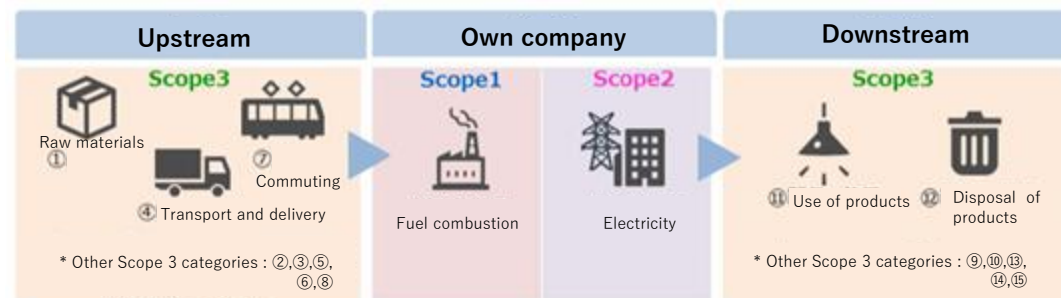 Upstream
Own company
Downstream
Scope3
Raw materials
①
⑦
Commuting
④ Transport and delivery
* Other Scope 3 categories : ②,③,⑤,
⑥,⑧
Scope1
Fuel combustion
Scope2
Electricity
Scope3
⑪ Use of products
⑫ Disposal of
products
* Other Scope 3 categories : ⑨,⑩,⑬,
⑭,⑮